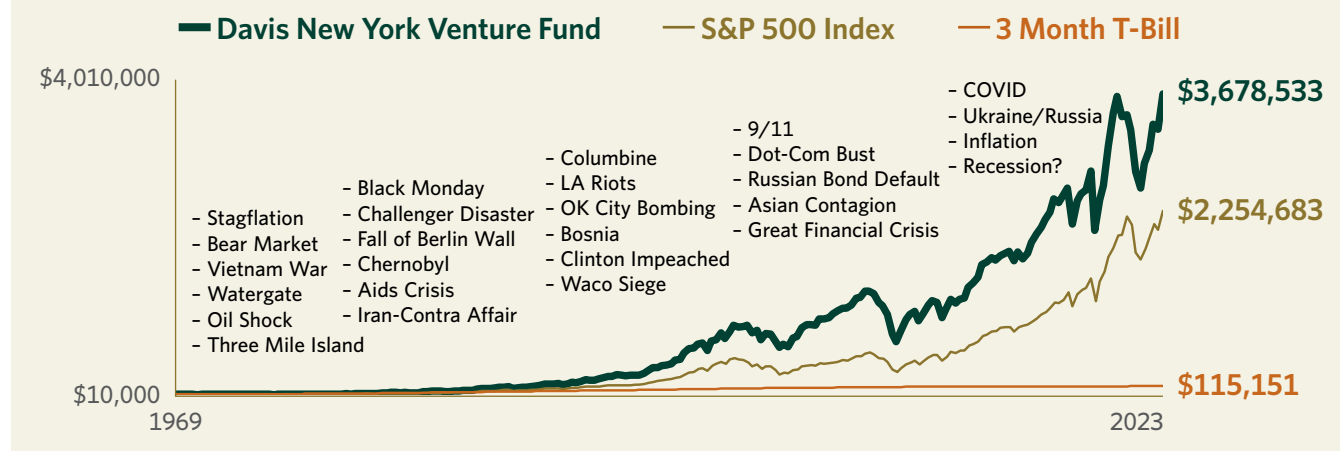 Davis New York Venture Fund
S&P 500 Index
3 Month T-Bill
$4,010,000
$10,000
1969
2023
– Stagflation
– Bear Market
– Vietnam War
– Watergate
– Oil Shock
– Three Mile Island
– Black Monday
– Challenger Disaster
– Fall of Berlin Wall
– Chernobyl
– Aids Crisis
– Iran-Contra Affair
– Columbine
– LA Riots
– OK City Bombing
– Bosnia
– Clinton Impeached
– Waco Siege
– 9/11
– Dot-Com Bust
– Russian Bond Default
– Asian Contagion
– Great Financial Crisis
– COVID
– Ukraine/Russia
– Inflation
– Recession?
$3,678,533
$2,254,683
$115,151